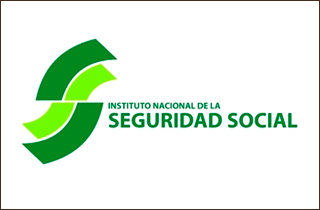 INSTITUTO NACIONAL DE LA
SEGURIDAD SOCIAL